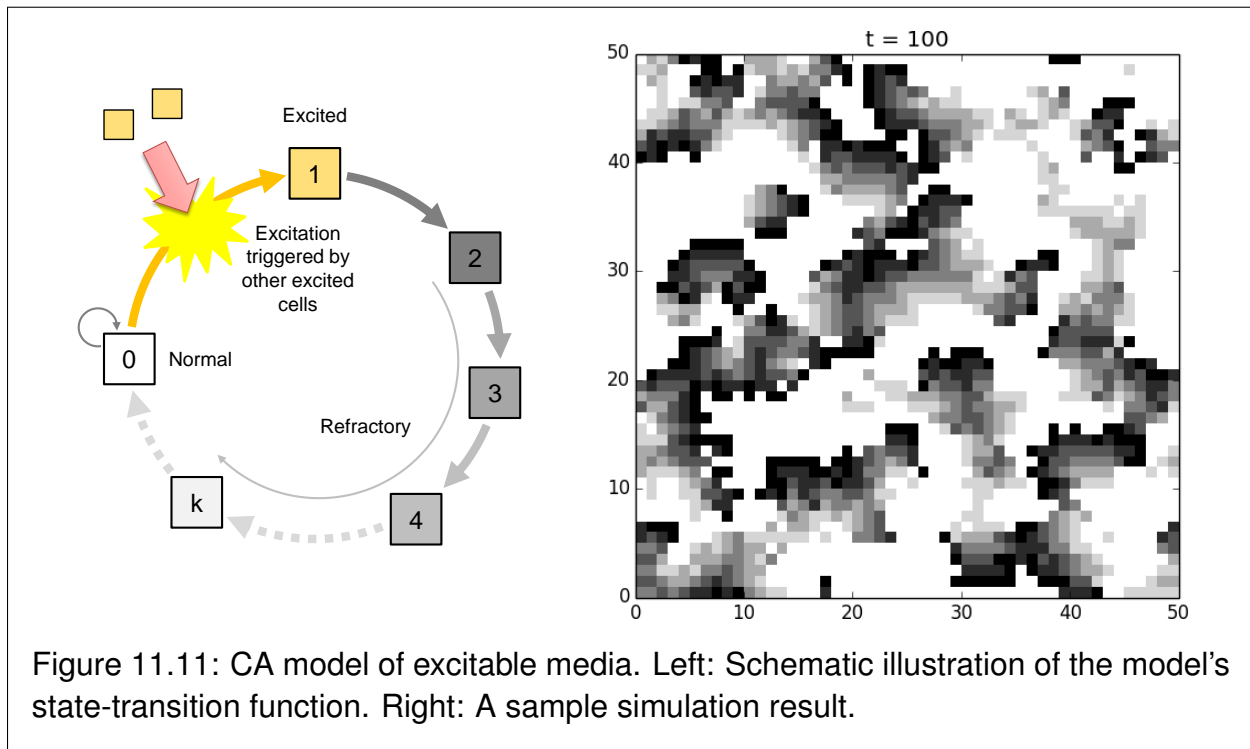 Excited
1
Excitation
triggered by
other excited
cells
2
0
Normal
3
Refractory
k
4
t = 100
50
40
30
20
10
0
0 10 20 30 40 50
Figure 11.11: CA model of excitable media. Left: Schematic illustration of the model’s
state-transition function. Right: A sample simulation result.